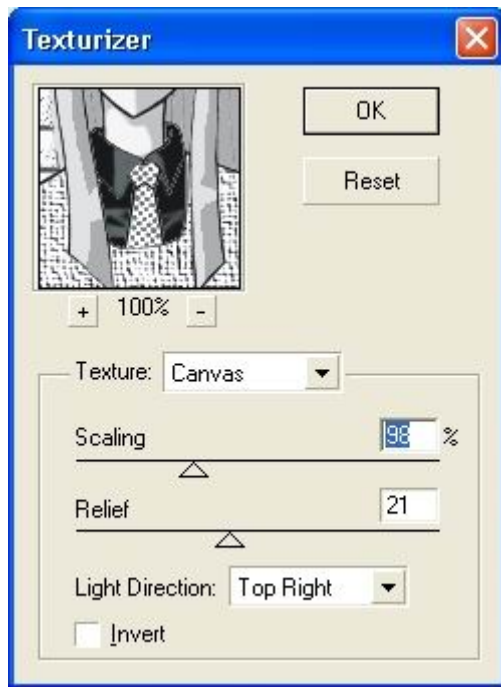 Texturizer
OK
Reset
+ 100% -
Texture: Canvas
Scaling 98 %
Relief 21
Light Direction: Top Right
Invert